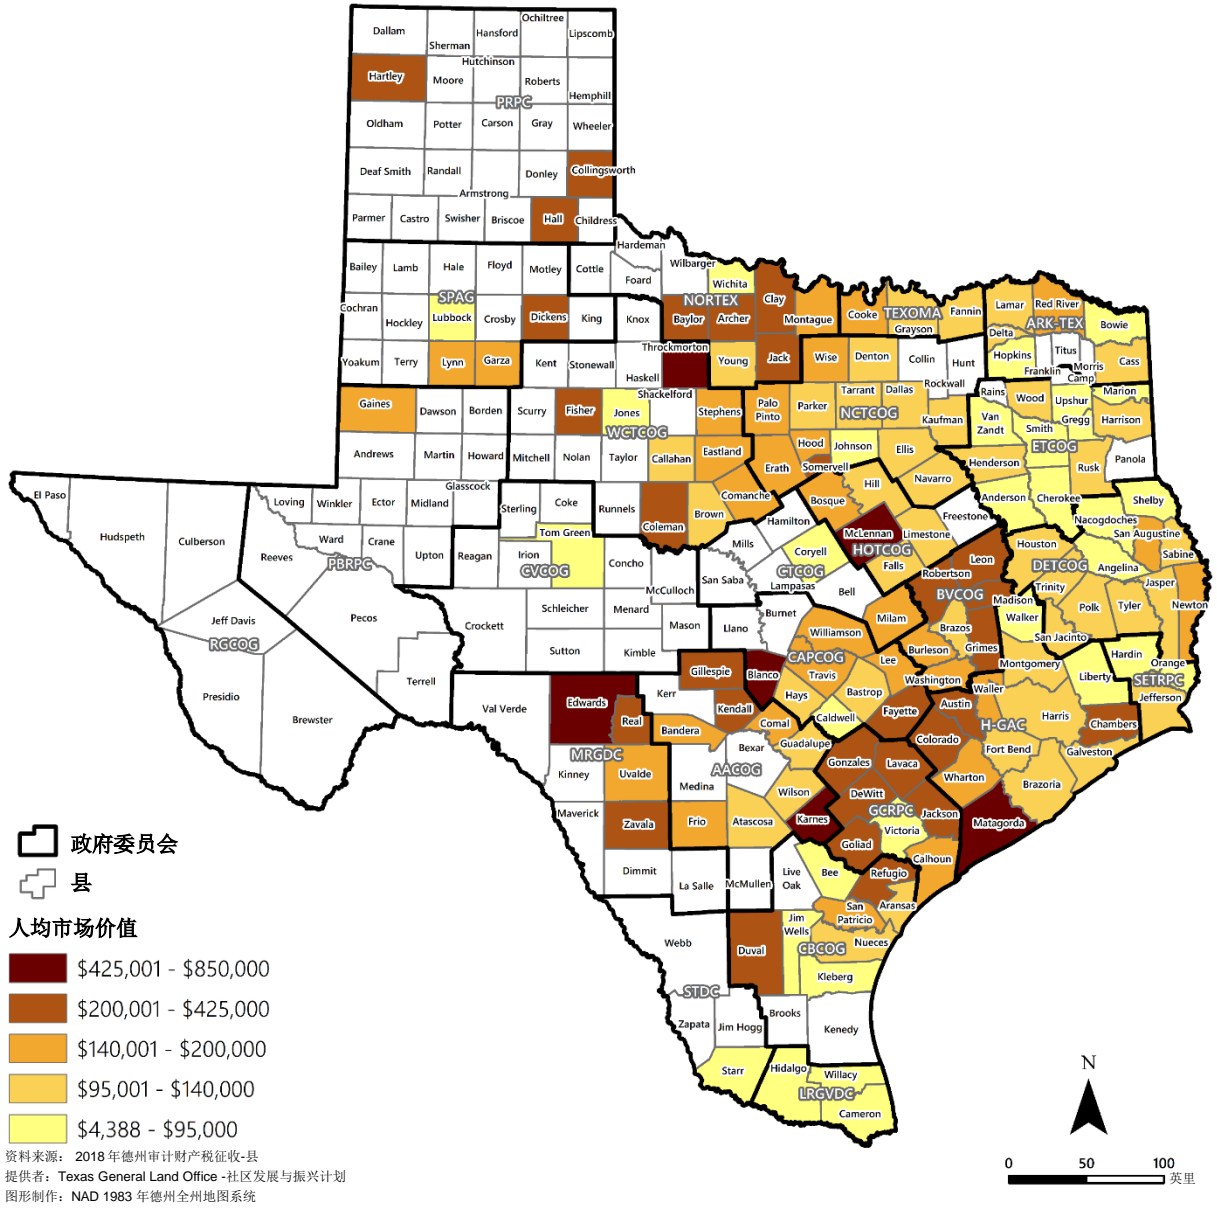 Dallam
Sherman
Hansford
Ochiltree
Lipscomb
Hartley
Moore
Hutchinson
Roberts
Hemphill
PRPC
Oldham
Potter
Carson
Gray
Wheeler
Deaf Smith
Randall
Armstrong
Donley
Collingsworth
Parmer
Castro
Swisher
Briscoe
Hall
Childress
Bailey
Lamb
Hale
Floyd
Motley
Cottle
Hardeman
Foard
Wilbarger
Wichita
SPAG
NORTEX
Cochran
Hockley
Lubbock
Crosby
Dickens
King
Knox
Baylor
Archer
Clay
Montague
Cooke
TEXOMA
Grayson
Fannin
Lamar
Red River
ARK-TEX
Delta
Bowie
Yoakum
Terry
Lynn
Garza
Kent
Stonewall
Haskell
Throckmorton
Young
Jack
Wise
Denton
Collin
Hunt
Hopkins
Franklin
Titus
Morris
Camp
Cass
Rockwall
Rains
Wood
Upshur
Marion
Gaines
Dawson
Borden
Scurry
Fisher
Jones
Shackelford
Stephens
Palo
Pinto
Parker
Tarrant
Dallas
NCTCOG
Kaufman
Van
Zandt
Smith
Gregg
Harrison
WCTCOG
ETCOG
Andrews
Martin
Howard
Mitchell
Nolan
Taylor
Callahan
Eastland
Erath
Hood
Somervell
Johnson
Ellis
Henderson
Rusk
Panola
El Paso
Hudspeth
Culberson
Loving
Winkler
Ector
Midland
Glasscock
Sterling
Coke
Runnels
Coleman
Brown
Comanche
Bosque
Hill
Navarro
Anderson
Cherokee
Shelby
Reeves
Ward
Crane
Upton
Reagan
Irion
Tom Green
Concho
McCulloch
Mills
Hamilton
McLennan
Limestone
Freestone
Nacogdoches
San Augustine
Sabine
PBRPC
CVCOG
San Saba
Coryell
CTCOG
Lampasas
Bell
HOTCOG
Falls
Leon
Robertson
BVCOG
Houston
DETCOG
Angelina
Trinity
Jasper
Newton
Jeff Davis
RGCOG
Pecos
Crockett
Schleicher
Menard
Mason
Llano
Burnet
Williamson
Milam
Brazos
Madison
Walker
Grimes
Polk
Tyler
San Jacinto
Sutton
Kimble
CAPCOG
Lee
Burleson
Washington
Montgomery
Hardin
Orange
Liberty
SETRPC
Jefferson
Presidio
Brewster
Terrell
Val Verde
Edwards
Real
Kerr
Gillespie
Blanco
Kendall
Travis
Hays
Bastrop
Caldwell
Fayette
Austin
Waller
Harris
Chambers
H-GAC
Bandera
Comal
Guadalupe
Colorado
Fort Bend
Galveston
MRGDC
Bexar
AACOG
Gonzales
Lavaca
Wharton
Brazoria
Kinney
Uvalde
Medina
Wilson
DeWitt
GCRPC
Jackson
Matagorda
Maverick
Zavala
Frio
Atascosa
Karnes
Victoria
Goliad
Calhoun
Dimmit
La Salle
McMullen
Live
Oak
Bee
Refugio
Aransas
San
Patricio
Jim
Wells
Nueces
CBCOG
Webb
Duval
Kleberg
STDC
Zapata
Jim Hogg
Brooks
Kenedy
Starr
Hidalgo
Willacy
LRGVDC
Cameron
政府委员会
县
人均市场价值
$425,001 - $850,000
$200,001 - $425,000
$140,001 - $200,000
$95,001 - $140,000
$4,388 - $95,000
资料来源: 2018 年德州审计财产税征收-县
提供者: Texas General Land Office -社区发展与振兴计划
图形制作: NAD 1983 年德州全州地图系统
N
0 50 100
英里